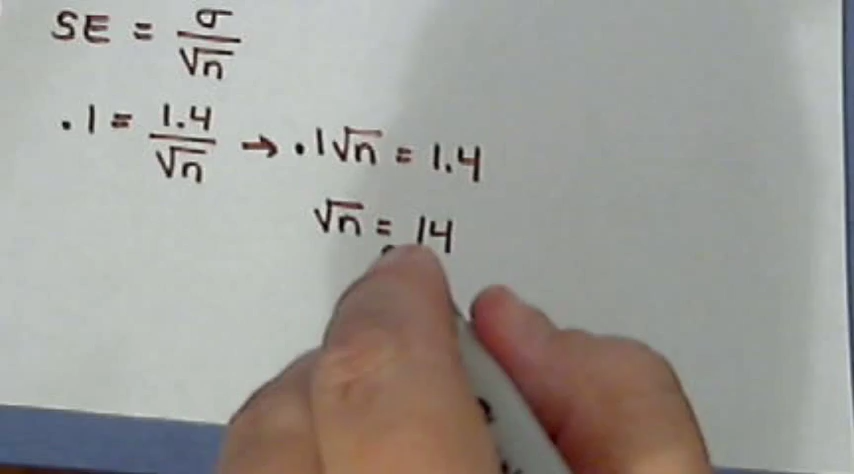 SE = σ/√n
.1 = 1.4/√n → .1√n = 1.4
√n = 14